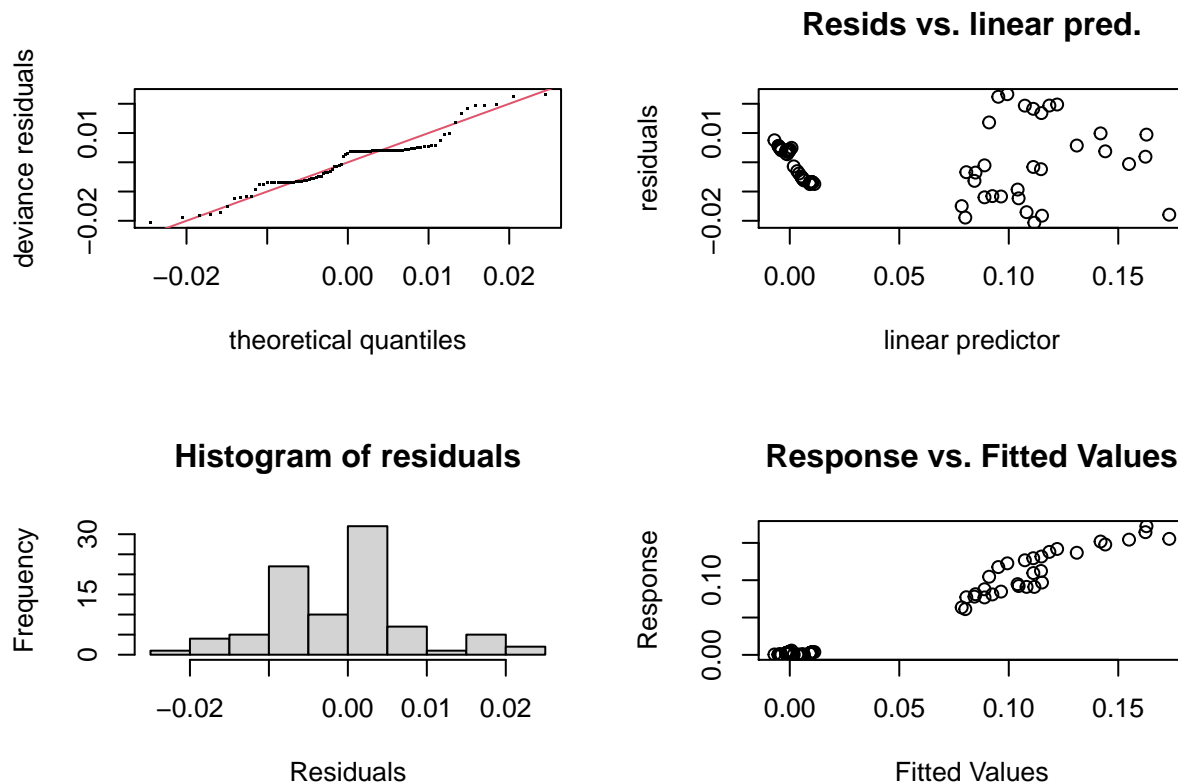 deviance residuals
0.01
−0.02
−0.02
0.00
0.01
0.02
theoretical quantiles
Resids vs. linear pred.
residuals
0.01
−0.02
0.00
0.05
0.10
0.15
linear predictor
Histogram of residuals
Frequency
30
15
0
−0.02
0.00
0.01
0.02
Residuals
Response vs. Fitted Values
Response
0.10
0.00
0.00
0.05
0.10
0.15
Fitted Values